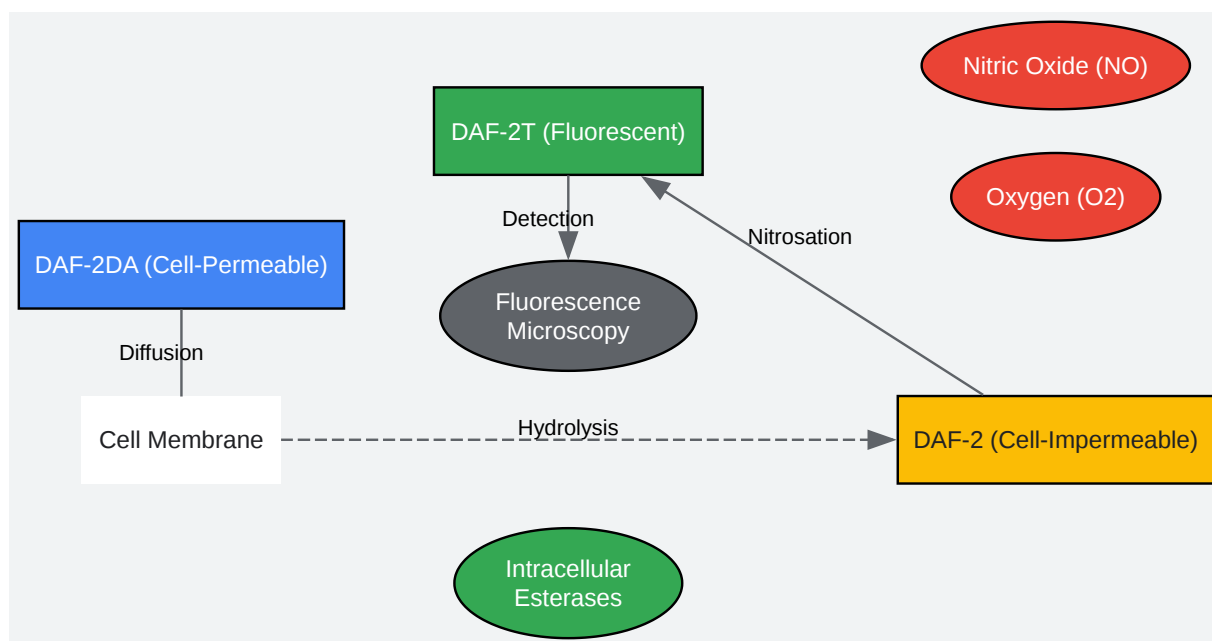 Nitric Oxide (NO)
DAF-2T (Fluorescent)
Oxygen (O2)
Detection
Nitrosation
DAF-2DA (Cell-Permeable)
Fluorescence
Microscopy
Diffusion
Cell Membrane
Hydrolysis
DAF-2 (Cell-Impermeable)
Intracellular
Esterases